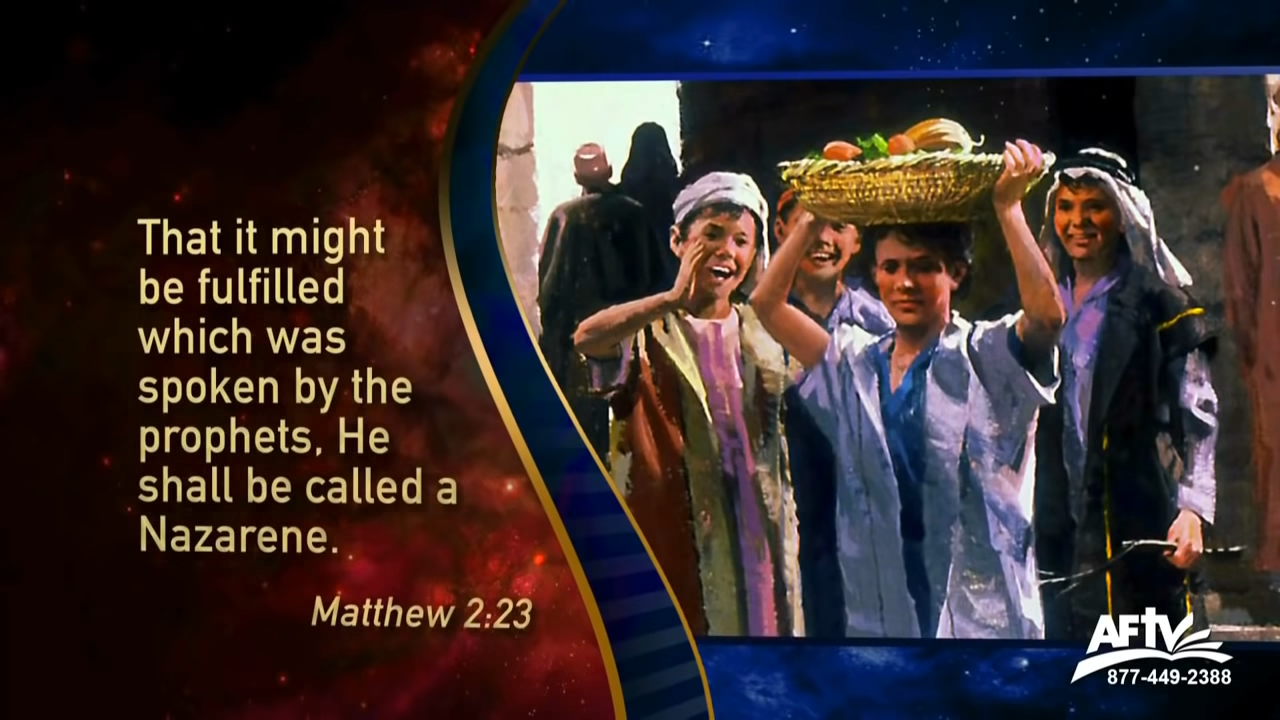 That it might
be fulfilled
which was
spoken by the
prophets, He
shall be called a
Nazarene.
Matthew 2:23
AFTV
877-449-2388